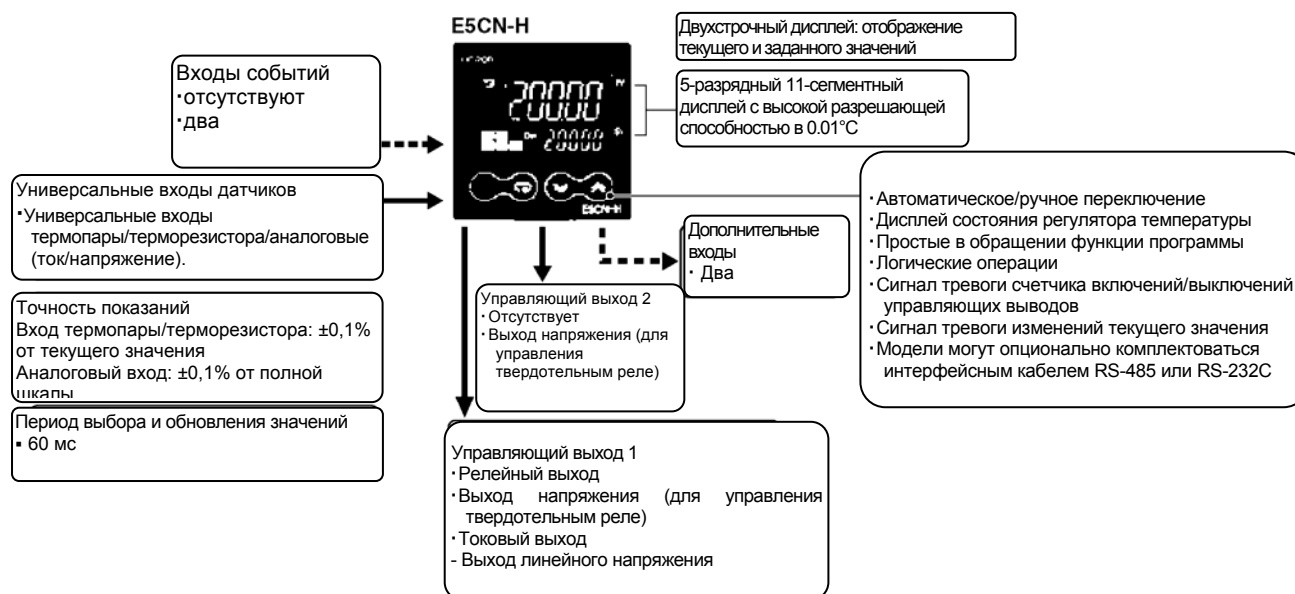 E5CN-H
Двухстрочный дисплей: отображение
текущего и заданного значений
5-разрядный 11-сегментный
дисплей с высокой разрешающей
способностью в 0.01°C
Входы событий
·отсутствуют
·два
Универсальные входы датчиков
·Универсальные входы
термопары/терморезистора/аналоговые
(ток/напряжение).
Точность показаний
Вход термопары/терморезистора: ±0,1%
от текущего значения
Аналоговый вход: ±0,1% от полной
шкалы
Период выбора и обновления значений
▪ 60 мс
20000
20000
E5CN-H
Дополнительные
входы
· Два
Управляющий выход 2
· Отсутствует
· Выход напряжения (для
управления
твердотельным реле)
Управляющий выход 1
·Релейный выход
·Выход напряжения (для управления
твердотельным реле)
·Токовый выход
- Выход линейного напряжения
·Автоматическое/ручное переключение
·Дисплей состояния регулятора температуры
·Простые в обращении функции программы
·Логические операции
·Сигнал тревоги счетчика включений/выключений
управляющих выводов
·Сигнал тревоги изменений текущего значения
·Модели могут опционально комплектоваться
интерфейсным кабелем RS-485 или RS-232C